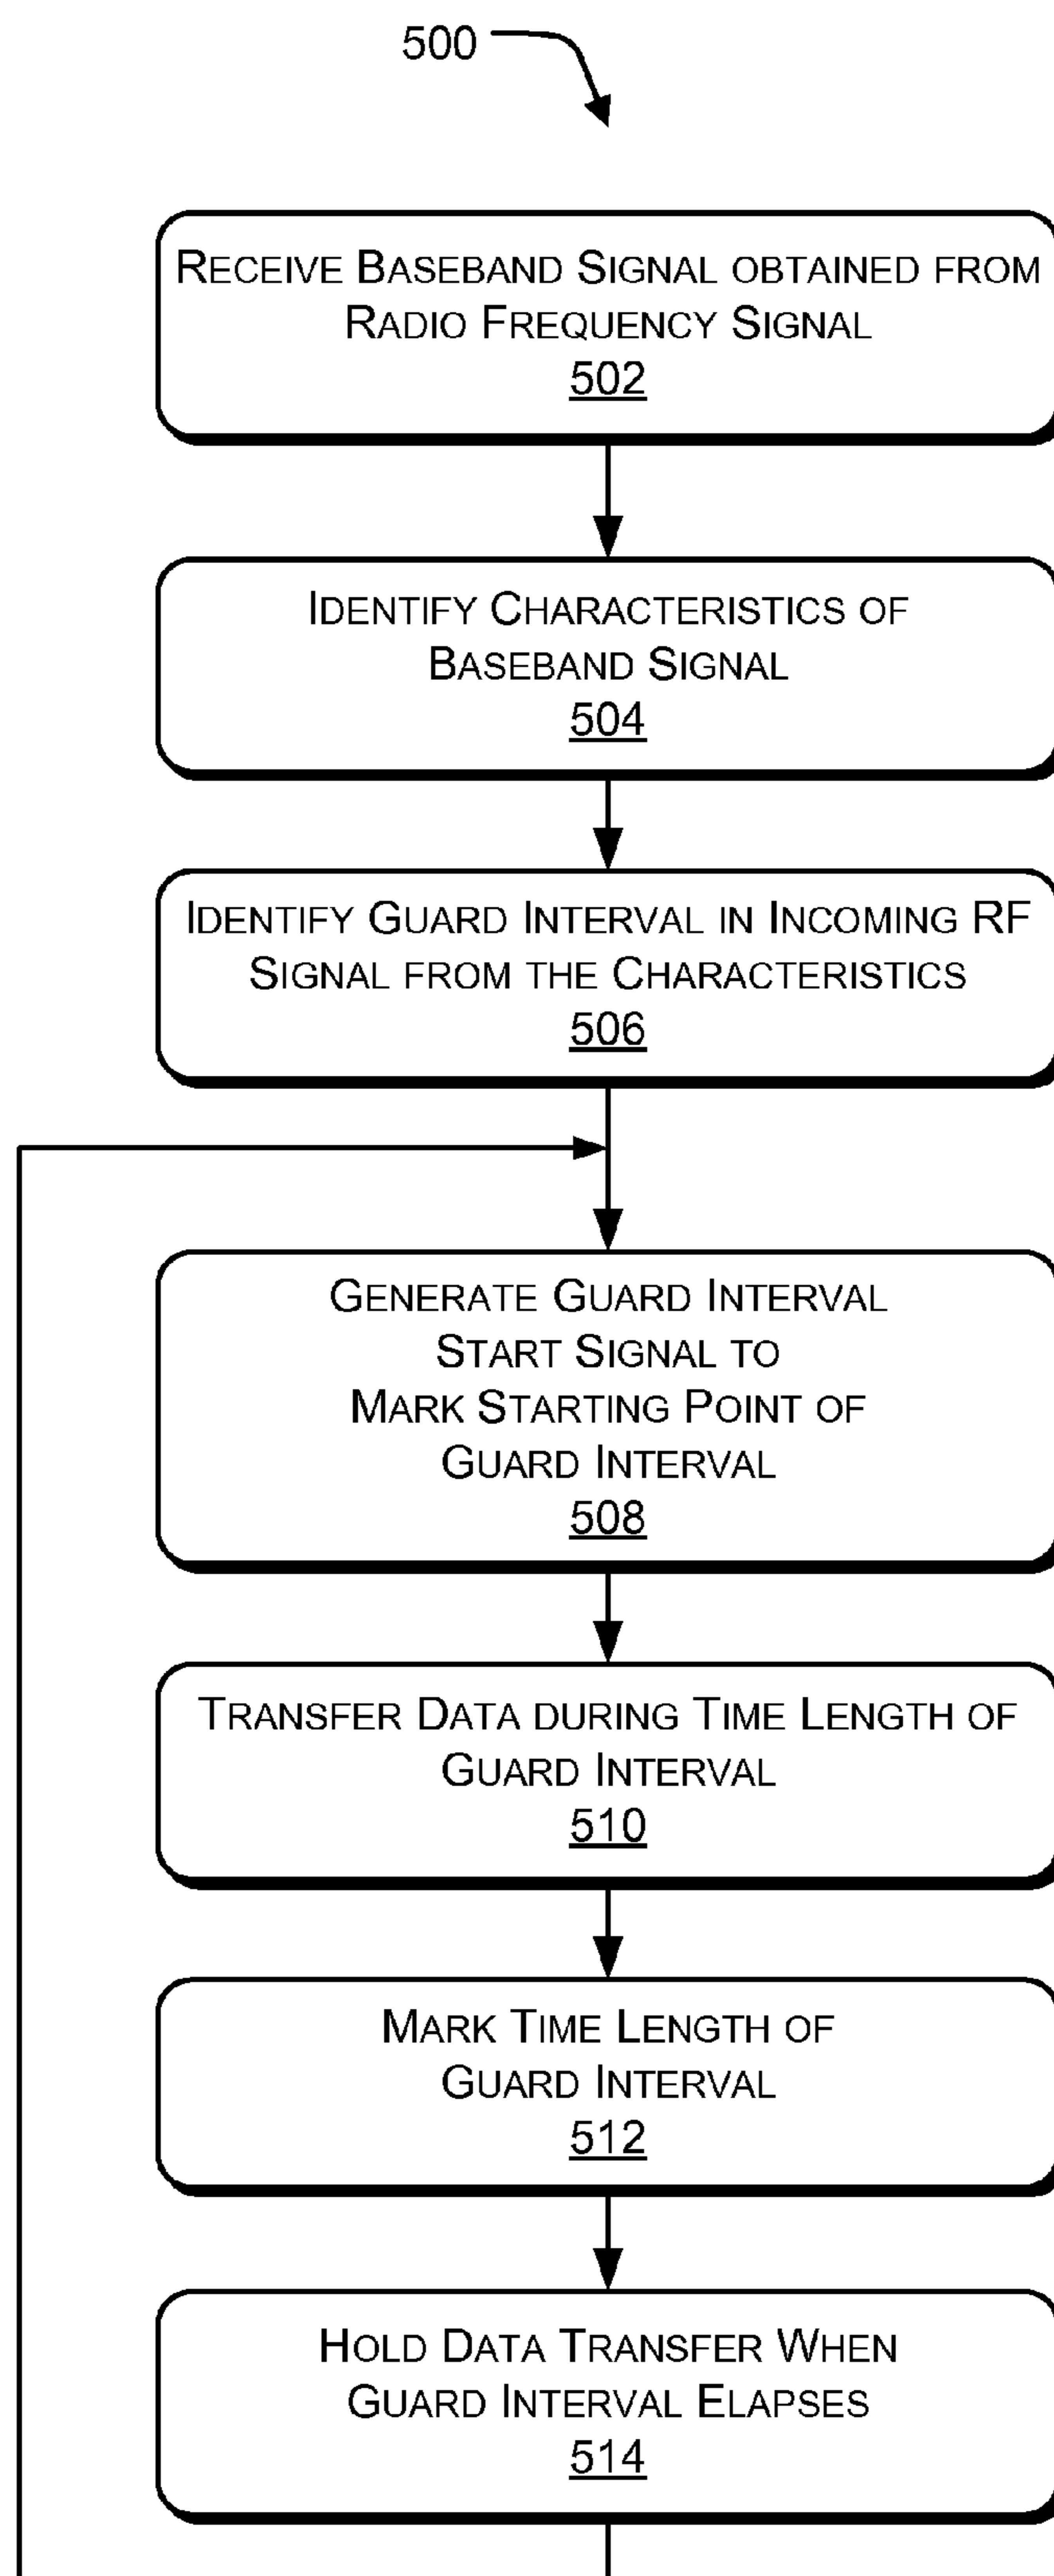 500
RECEIVE BASEBAND SIGNAL OBTAINED FROM
RADIO FREQUENCY SIGNAL
502
IDENTIFY CHARACTERISTICS OF
BASEBAND SIGNAL
504
IDENTIFY GUARD INTERVAL IN INCOMING RF
SIGNAL FROM THE CHARACTERISTICS
506
GENERATE GUARD INTERVAL
START SIGNAL TO
MARK STARTING POINT OF
GUARD INTERVAL
508
TRANSFER DATA DURING TIME LENGTH OF
GUARD INTERVAL
510
MARK TIME LENGTH OF
GUARD INTERVAL
512
HOLD DATA TRANSFER WHEN
GUARD INTERVAL ELAPSES
514